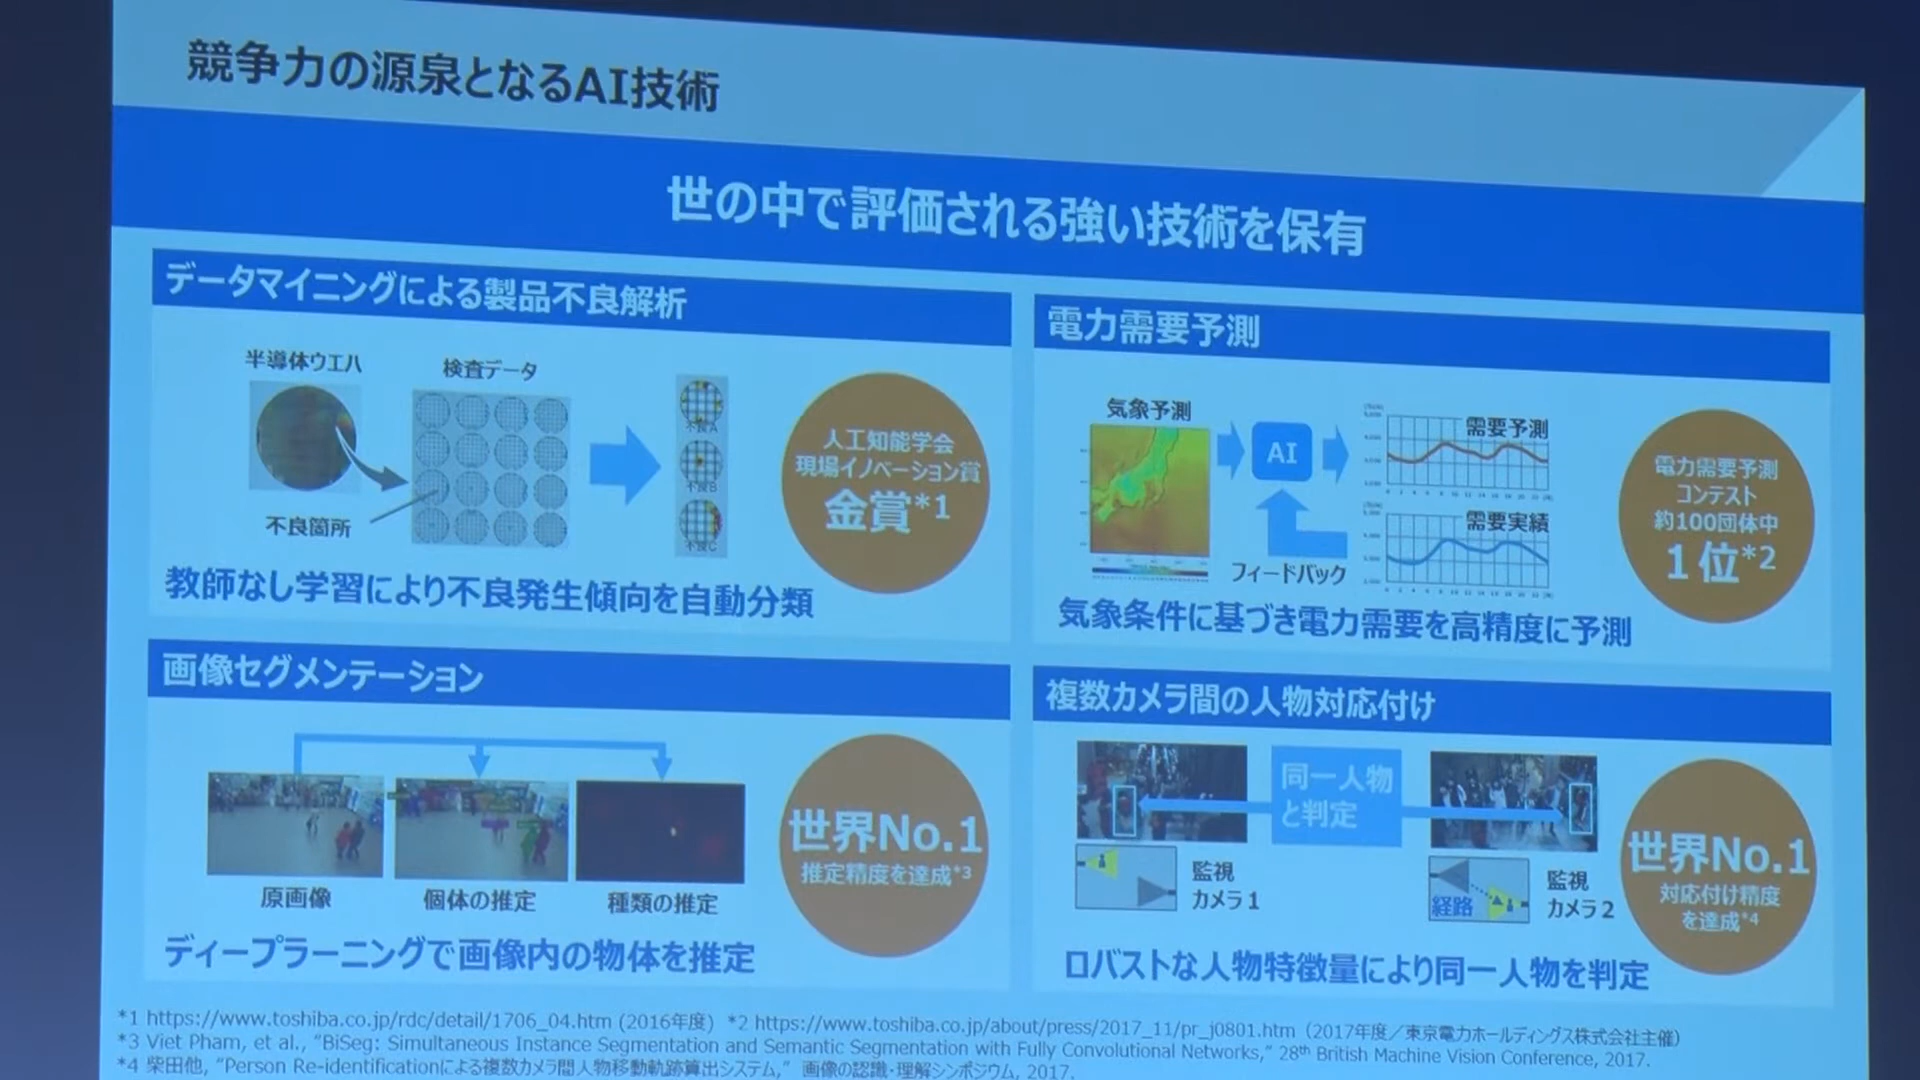 競争力の源泉となるAI技術
世の中で評価される強い技術を保有
データマイニングによる製品不良解析
半導体ウエハ
検査データ
不良A
不良B
不良C
不良箇所
人工知能学会
現場イノベーション賞
金賞*1
教師なし学習により不良発生傾向を自動分類
電力需要予測
気象予測
AI
需要予測
需要実績
フィードバック
電力需要予測
コンテスト
約100団体中
1位*2
気象条件に基づき電力需要を高精度に予測
画像セグメンテーション
原画像
個体の推定
種類の推定
世界No.1
推定精度を達成*3
ディープラーニングで画像内の物体を推定
複数カメラ間の人物対応付け
同一人物
と判定
監視
カメラ1
経路
監視
カメラ2
世界No.1
対応付け精度
を達成*4
ロバストな人物特徴量により同一人物を判定
*1 https://www.toshiba.co.jp/rdc/detail/1706_04.htm (2016年度) *2 https://www.toshiba.co.jp/about/press/2017_11/pr_j0801.htm（2017年度／東京電力ホールディングス株式会社主催）
*3 Viet Pham, et al., "BiSeg: Simultaneous Instance Segmentation and Semantic Segmentation with Fully Convolutional Networks," 28th British Machine Vision Conference, 2017.
*4 柴田他, "Person Re-identificationによる複数カメラ間人物移動軌跡算出システム," 画像の認識・理解シンポジウム, 2017.